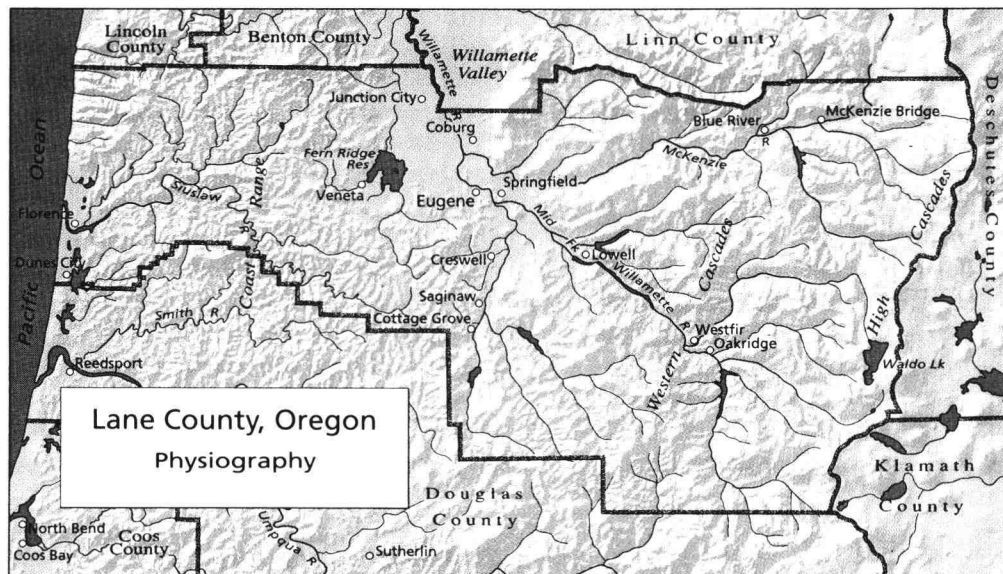 Lincoln
County
Benton County
Willamette R
Willamette
Valley
Linn County
Deschutes County
Junction City
Coburg
Blue River
McKenzie Bridge
McKenzie R
Pacific Ocean
Fern Ridge
Res
Veneta
Coast Range
Siuslaw R
Eugene
Springfield
Florence
Mid Fk Willamette R
Lowell
Western Cascades
High Cascades
Dunes City
Creswell
Saginaw
Smith R
Cottage Grove
Westfir
Oakridge
Waldo Lk
Reedsport
Lane County, Oregon
Physiography
Klamath
County
Douglas
County
North Bend
Coos Bay
Coos
County
Umpqua R
Sutherlin